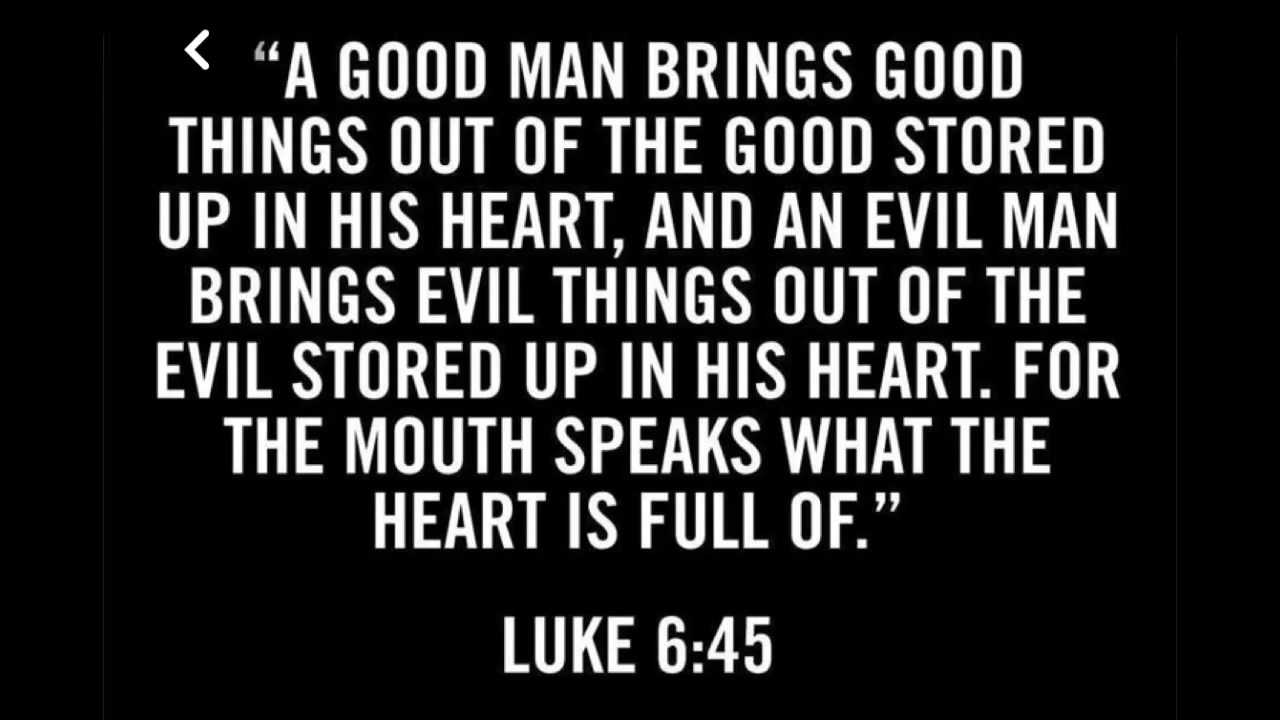 “A GOOD MAN BRINGS GOOD
THINGS OUT OF THE GOOD STORED
UP IN HIS HEART, AND AN EVIL MAN
BRINGS EVIL THINGS OUT OF THE
EVIL STORED UP IN HIS HEART. FOR
THE MOUTH SPEAKS WHAT THE
HEART IS FULL OF.”
LUKE 6:45